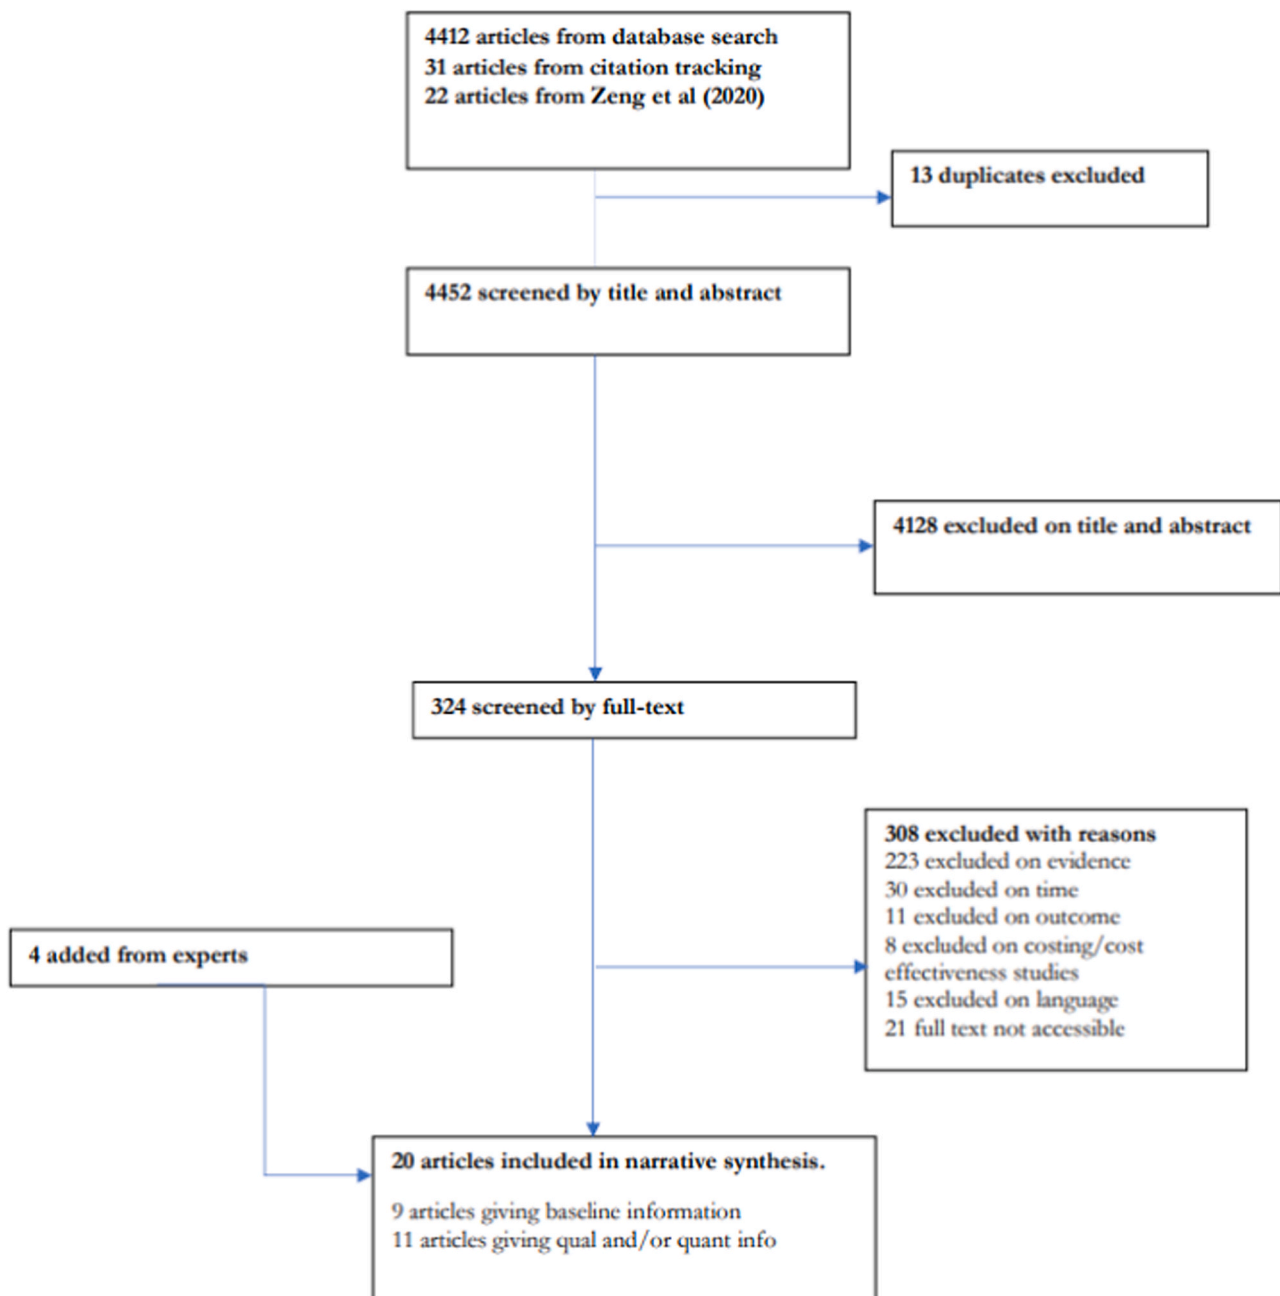 4412 articles from database search
31 articles from citation tracking
22 articles from Zeng et al (2020)
13 duplicates excluded
4452 screened by title and abstract
4128 excluded on title and abstract
324 screened by full-text
308 excluded with reasons
223 excluded on evidence
30 excluded on time
11 excluded on outcome
8 excluded on costing/cost
effectiveness studies
15 excluded on language
21 full text not accessible
4 added from experts
20 articles included in narrative synthesis.
9 articles giving baseline information
11 articles giving qual and/or quant info